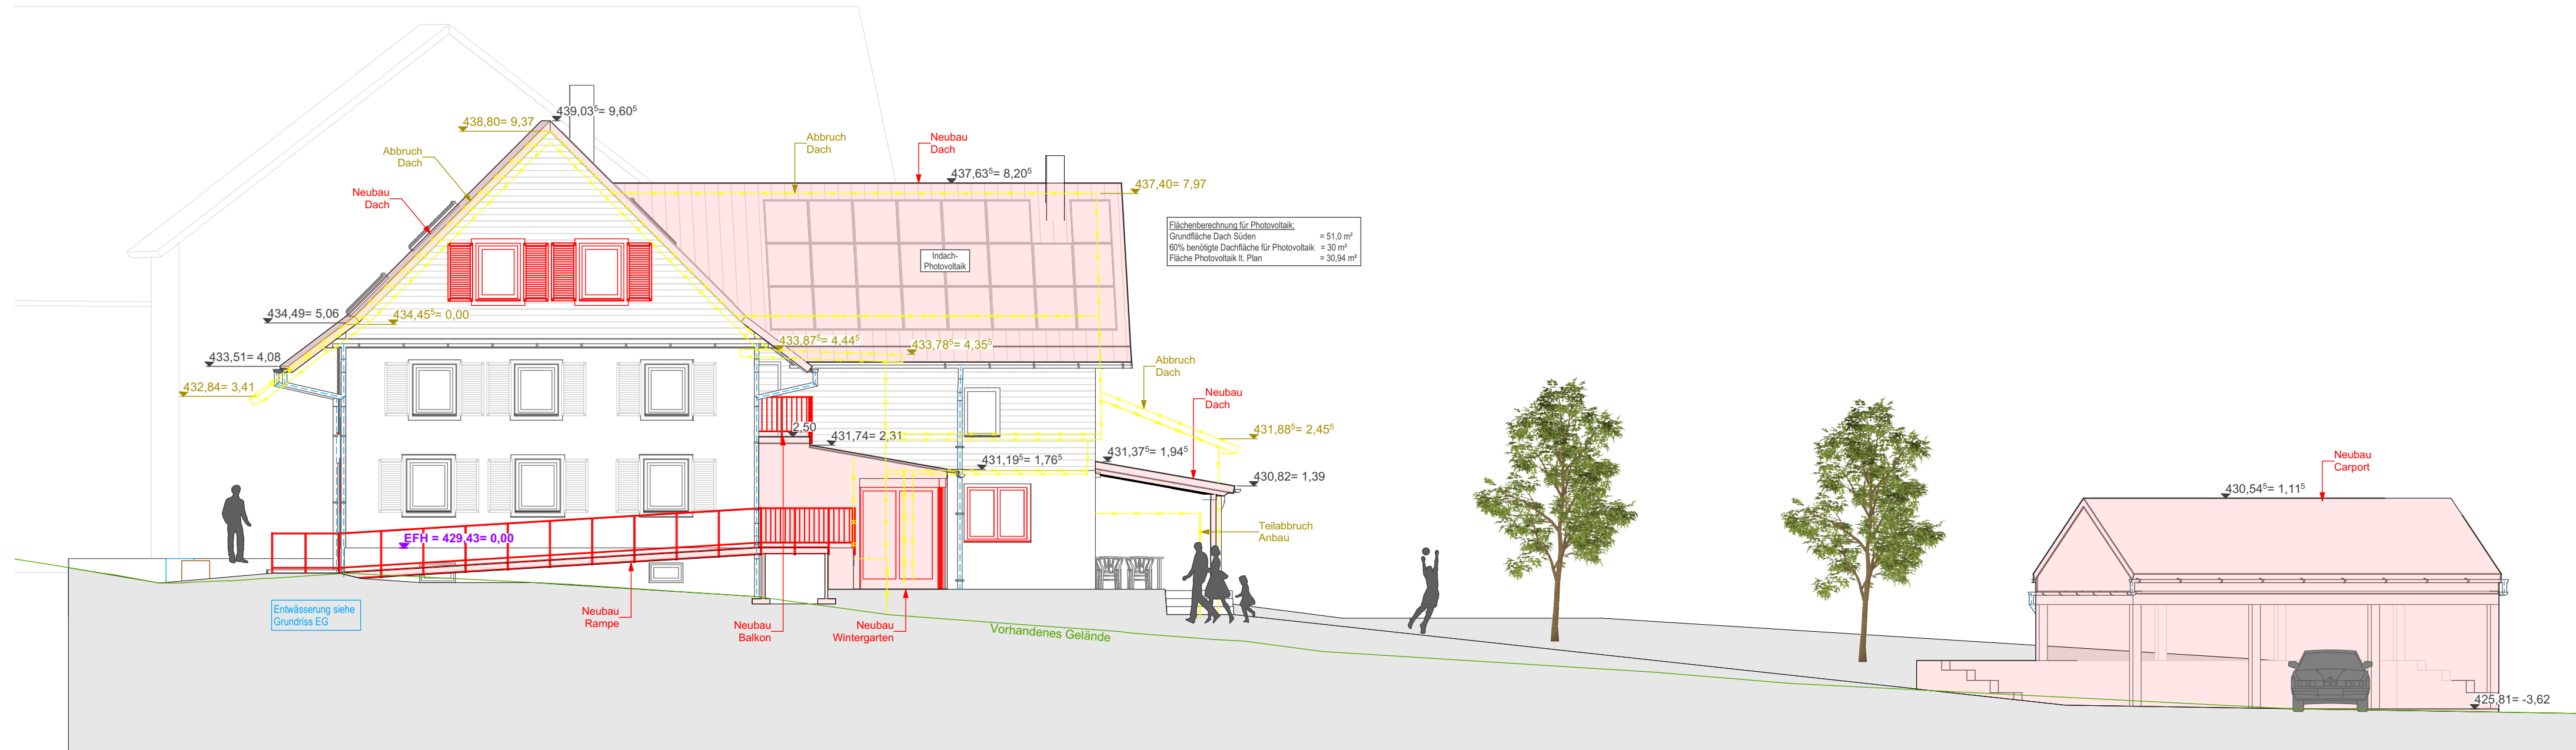 439,03⁵= 9,60⁵
438,80= 9,37
Abbruch
Dach
Neubau
Dach
Abbruch
Dach
Neubau
Dach
437,63⁵= 8,20⁵
437,40= 7,97
Flächenberechnung für Photovoltaik:
Grundfläche Dach Süden = 51,0 m²
60% benötigte Dachfläche für Photovoltaik = 30 m²
Fläche Photovoltaik lt. Plan = 30,94 m²
Indach-
Photovoltaik
434,49= 5,06
434,45⁵= 0,00
433,51= 4,08
432,84= 3,41
433,87⁵= 4,44⁵
433,78⁵= 4,35⁵
Abbruch
Dach
Neubau
Dach
2,50
431,74= 2,31
431,88⁵= 2,45⁵
431,19⁵= 1,76⁵
431,37⁵= 1,94⁵
430,82= 1,39
Neubau
Carport
430,54⁵= 1,11⁵
EFH = 429,43= 0,00
Teilabbruch
Anbau
Entwässerung siehe
Grundriss EG
Neubau
Rampe
Neubau
Balkon
Neubau
Wintergarten
Vorhandenes Gelände
425,81= -3,62